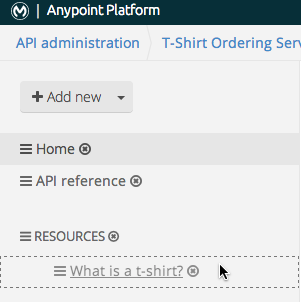 | Anypoint Platform
API administration
T-Shirt Ordering Serv
+ Add new
Home
API reference
RESOURCES
What is a t-shirt?